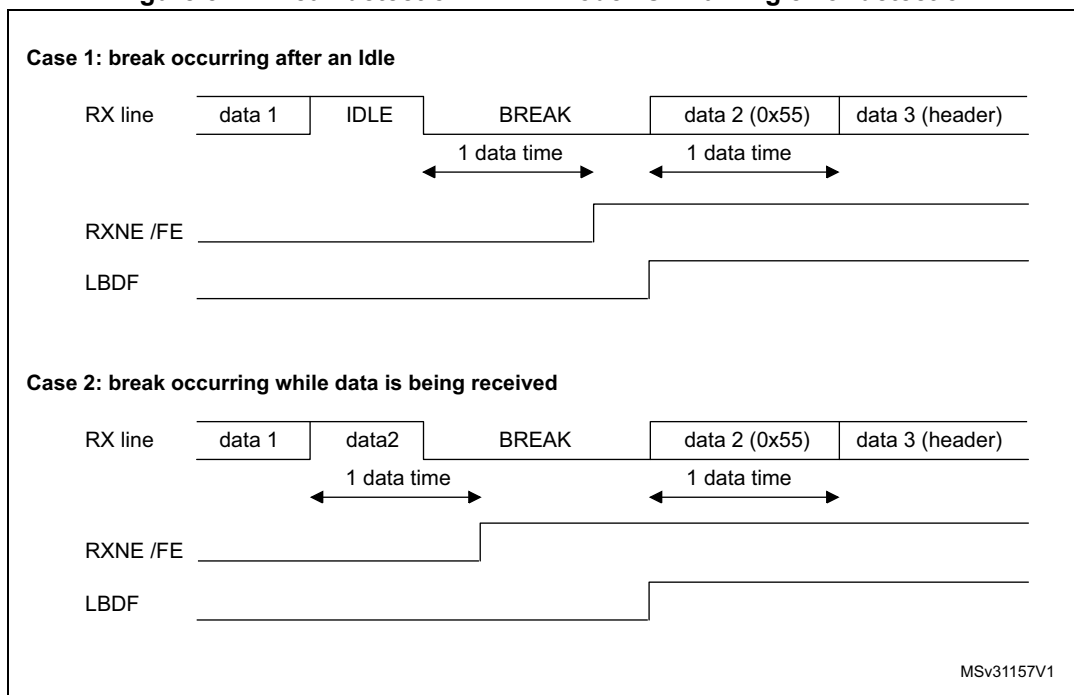 Case 1: break occurring after an Idle
RX line data 1 IDLE BREAK data 2 (0x55) data 3 (header)
1 data time 1 data time
RXNE /FE
LBDF
Case 2: break occurring while data is being received
RX line data 1 data2 BREAK data 2 (0x55) data 3 (header)
1 data time 1 data time
RXNE /FE
LBDF
MSv31157V1